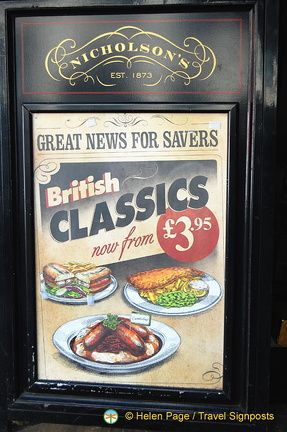 NICHOLSON'S
EST. 1873
GREAT NEWS FOR SAVERS
British
CLASSICS
now from
£3.95
© Helen Page / Travel Signposts